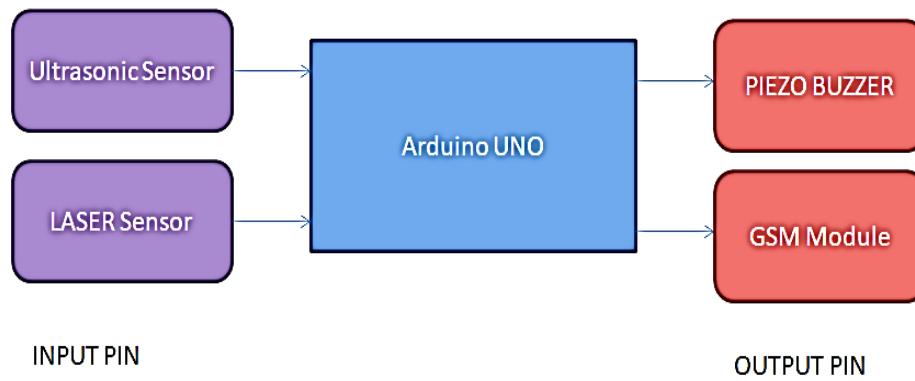 Ultrasonic Sensor
LASER Sensor
Arduino UNO
PIEZO BUZZER
GSM Module
INPUT PIN
OUTPUT PIN